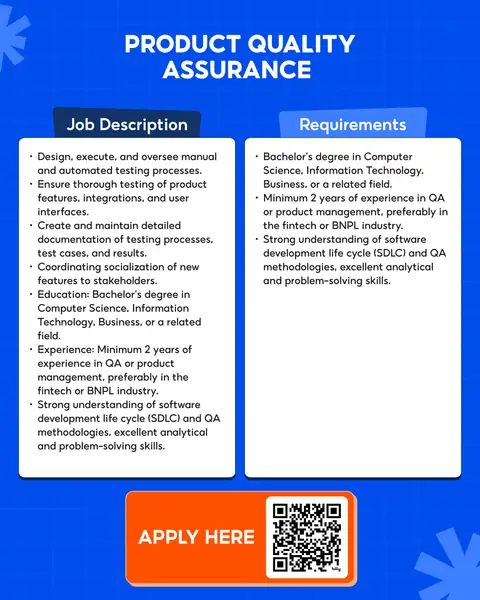 PRODUCT QUALITY
ASSURANCE
Job Description
• Design, execute, and oversee manual
and automated testing processes.
• Ensure thorough testing of product
features, integrations, and user
interfaces.
• Create and maintain detailed
documentation of testing processes,
test cases, and results.
• Coordinating socialization of new
features to stakeholders.
• Education: Bachelor's degree in
Computer Science, Information
Technology, Business, or a related
field.
• Experience: Minimum 2 years of
experience in QA or product
management, preferably in the
fintech or BNPL industry.
• Strong understanding of software
development life cycle (SDLC) and QA
methodologies, excellent analytical
and problem-solving skills.
Requirements
• Bachelor's degree in Computer
Science, Information Technology,
Business, or a related field.
• Minimum 2 years of experience in QA
or product management, preferably in
the fintech or BNPL industry.
• Strong understanding of software
development life cycle (SDLC) and QA
methodologies, excellent analytical
and problem-solving skills.
APPLY HERE